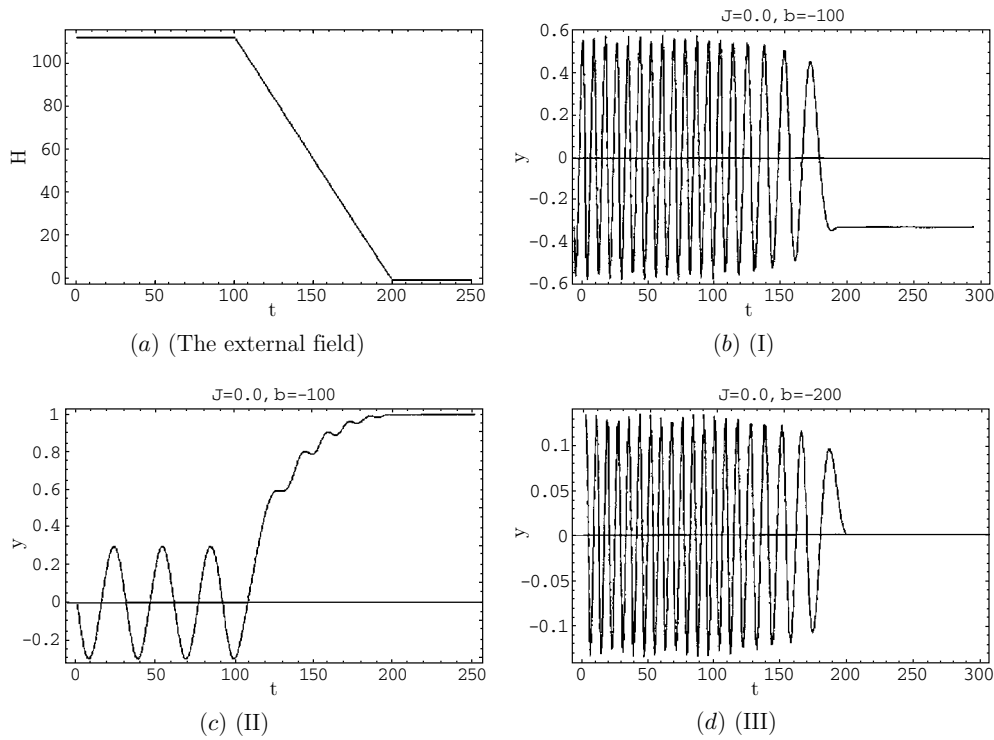 100
80
60
40
20
0
H
0 50 100 150 200 250
t
(a) (The external field)
J=0.0, b=-100
0.6
0.4
0.2
0
-0.2
-0.4
-0.6
y
0 50 100 150 200 250 300
t
(b) (I)
J=0.0, b=-100
1
0.8
0.6
0.4
0.2
0
-0.2
y
0 50 100 150 200 250
t
(c) (II)
J=0.0, b=-200
0.1
0.05
0
-0.05
-0.1
y
0 50 100 150 200 250 300
t
(d) (III)